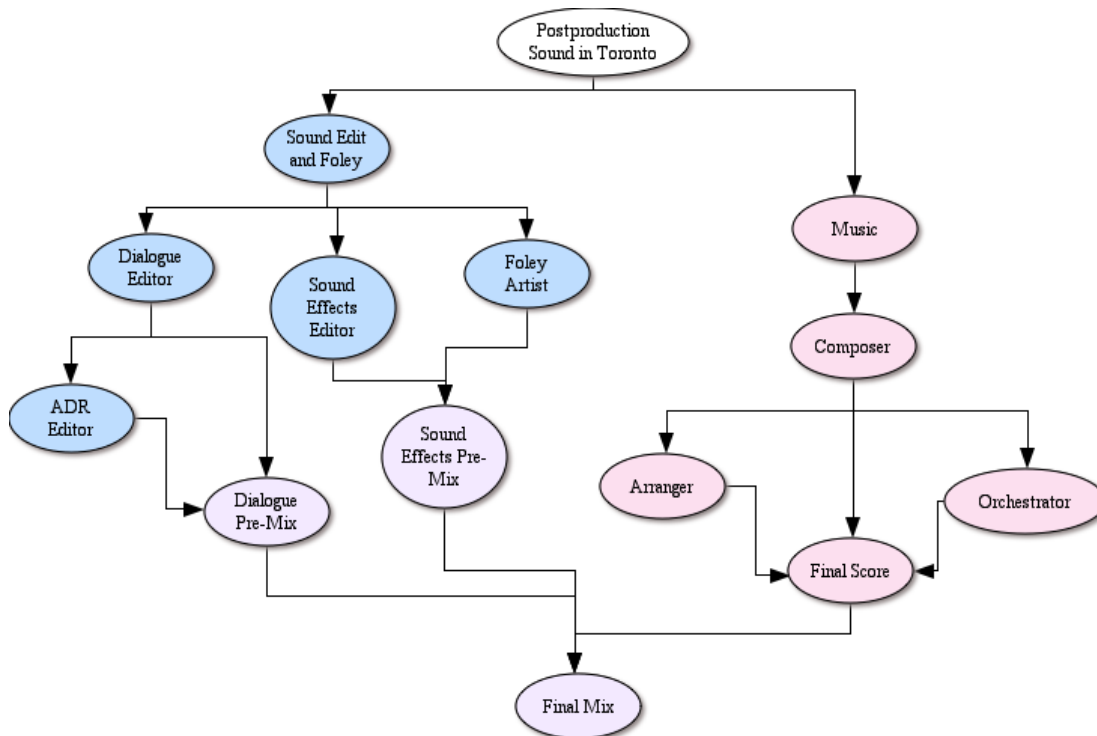 Postproduction
Sound in Toronto
Sound Edit
and Foley
Music
Dialogue
Editor
Sound
Effects
Editor
Foley
Artist
Composer
ADR
Editor
Sound
Effects Pre-
Mix
Arranger
Orchestrator
Dialogue
Pre-Mix
Final Score
Final Mix